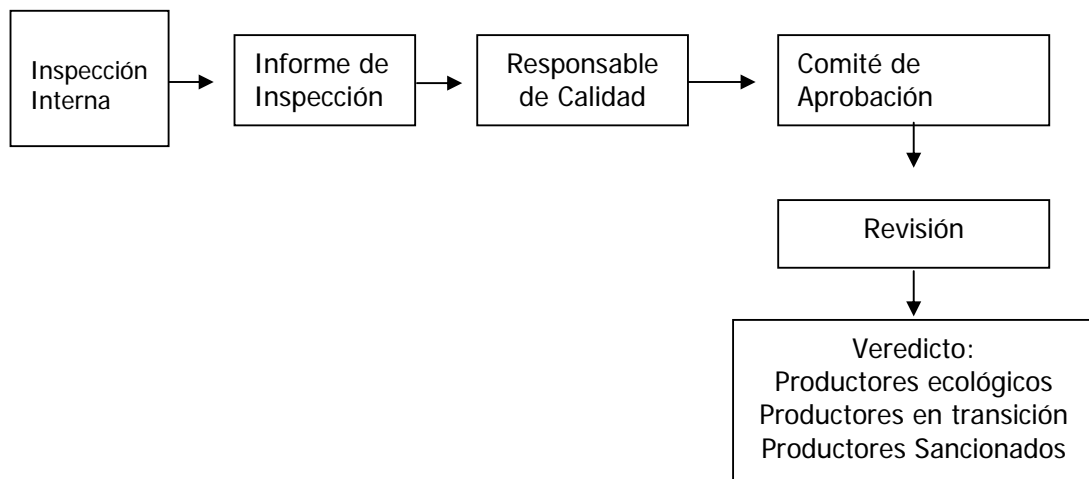 Inspección
Interna
Informe de
Inspección
Responsable
de Calidad
Comité de
Aprobación
Revisión
Veredicto:
Productores ecológicos
Productores en transición
Productores Sancionados